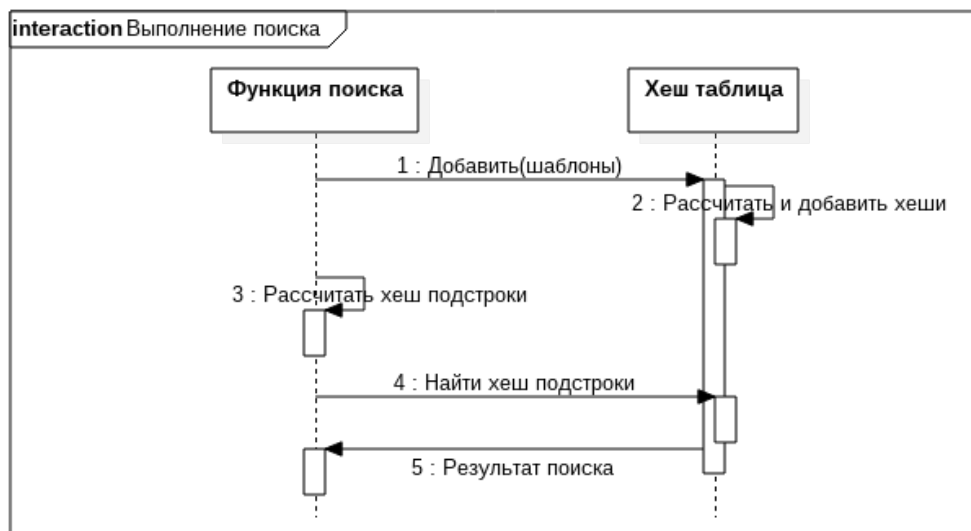 interaction Выполнение поиска
Функция поиска
Хеш таблица
1 : Добавить(шаблоны)
2 : Рассчитать и добавить хеши
3 : Рассчитать хеш подстроки
4 : Найти хеш подстроки
5 : Результат поиска